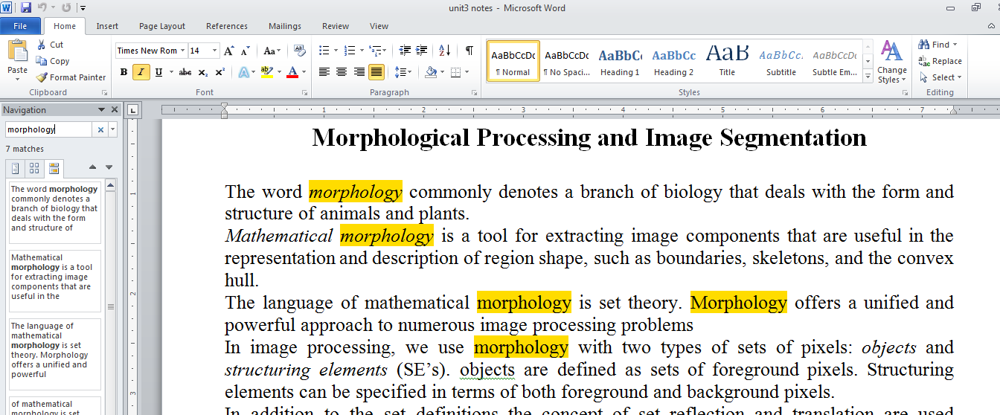 unit3 notes - Microsoft Word
File Home Insert Page Layout References Mailings Review View
Cut
Copy
Format Painter
Paste
Clipboard
Times New Rom 14
Font
Paragraph
AaBbCcDc AaBbCcDc AaBbCc AaBbCc AaB AaBbCc. AaBbCcDc
¶ Normal ¶ No Spaci... Heading 1 Heading 2 Title Subtitle Subtle Em...
Change Styles
Styles
Find
Replace
Select
Editing
Navigation
morphology
7 matches
The word morphology
commonly denotes a
branch of biology that
deals with the form
and structure of
Mathematical
morphology is a tool
for extracting image
components that are
useful in the
The language of
mathematical
morphology is set
theory. Morphology
offers a unified and
powerful
of mathematical
morphology is set
1 2 3 4 5 6 7
1
2
3
Morphological Processing and Image Segmentation
The word morphology commonly denotes a branch of biology that deals with the form and
structure of animals and plants.
Mathematical morphology is a tool for extracting image components that are useful in the
representation and description of region shape, such as boundaries, skeletons, and the convex
hull.
The language of mathematical morphology is set theory. Morphology offers a unified and
powerful approach to numerous image processing problems
In image processing, we use morphology with two types of sets of pixels: objects and
structuring elements (SE’s). objects are defined as sets of foreground pixels. Structuring
elements can be specified in terms of both foreground and background pixels.
In addition to the set definitions the concept of set reflection and translation are used